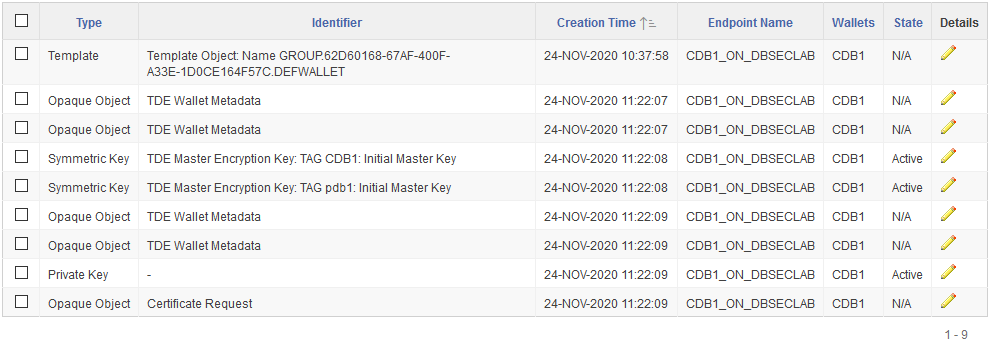 Type Identifier Creation Time Endpoint Name Wallets State Details
Template Template Object: Name GROUP.62D60168-67AF-400F- 24-NOV-2020 10:37:58 CDB1_ON_DBSECLAB CDB1 N/A
A33E-1D0CE164F57C.DEFWALLET
Opaque Object TDE Wallet Metadata 24-NOV-2020 11:22:07 CDB1_ON_DBSECLAB CDB1 N/A
Opaque Object TDE Wallet Metadata 24-NOV-2020 11:22:07 CDB1_ON_DBSECLAB CDB1 N/A
Symmetric Key TDE Master Encryption Key: TAG CDB1: Initial Master Key 24-NOV-2020 11:22:08 CDB1_ON_DBSECLAB CDB1 Active
Symmetric Key TDE Master Encryption Key: TAG pdb1: Initial Master Key 24-NOV-2020 11:22:08 CDB1_ON_DBSECLAB CDB1 Active
Opaque Object TDE Wallet Metadata 24-NOV-2020 11:22:09 CDB1_ON_DBSECLAB CDB1 N/A
Opaque Object TDE Wallet Metadata 24-NOV-2020 11:22:09 CDB1_ON_DBSECLAB CDB1 N/A
Private Key - 24-NOV-2020 11:22:09 CDB1_ON_DBSECLAB CDB1 Active
Opaque Object Certificate Request 24-NOV-2020 11:22:09 CDB1_ON_DBSECLAB CDB1 N/A
1 - 9